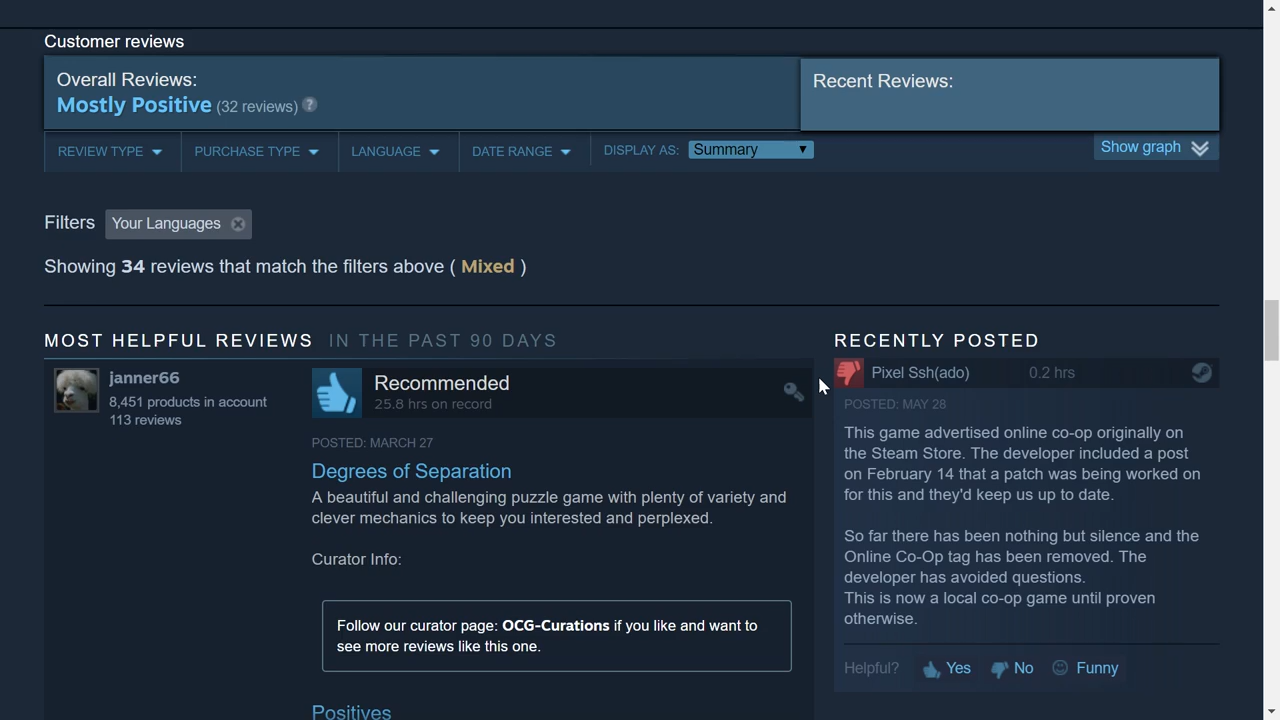 Customer reviews
Overall Reviews:
Mostly Positive (32 reviews) ?
Recent Reviews:
REVIEW TYPE PURCHASE TYPE LANGUAGE DATE RANGE DISPLAY AS: Summary Show graph
Filters Your Languages
Showing 34 reviews that match the filters above ( Mixed )
MOST HELPFUL REVIEWS IN THE PAST 90 DAYS
janner66
8,451 products in account
113 reviews
Recommended
25.8 hrs on record
POSTED: MARCH 27
Degrees of Separation
A beautiful and challenging puzzle game with plenty of variety and
clever mechanics to keep you interested and perplexed.
Curator Info:
Follow our curator page: OCG-Curations if you like and want to
see more reviews like this one.
Positives
RECENTLY POSTED
Pixel Ssh(ado) 0.2 hrs
POSTED: MAY 28
This game advertised online co-op originally on
the Steam Store. The developer included a post
on February 14 that a patch was being worked on
for this and they'd keep us up to date.
So far there has been nothing but silence and the
Online Co-Op tag has been removed. The
developer has avoided questions.
This is now a local co-op game until proven
otherwise.
Helpful? Yes No Funny